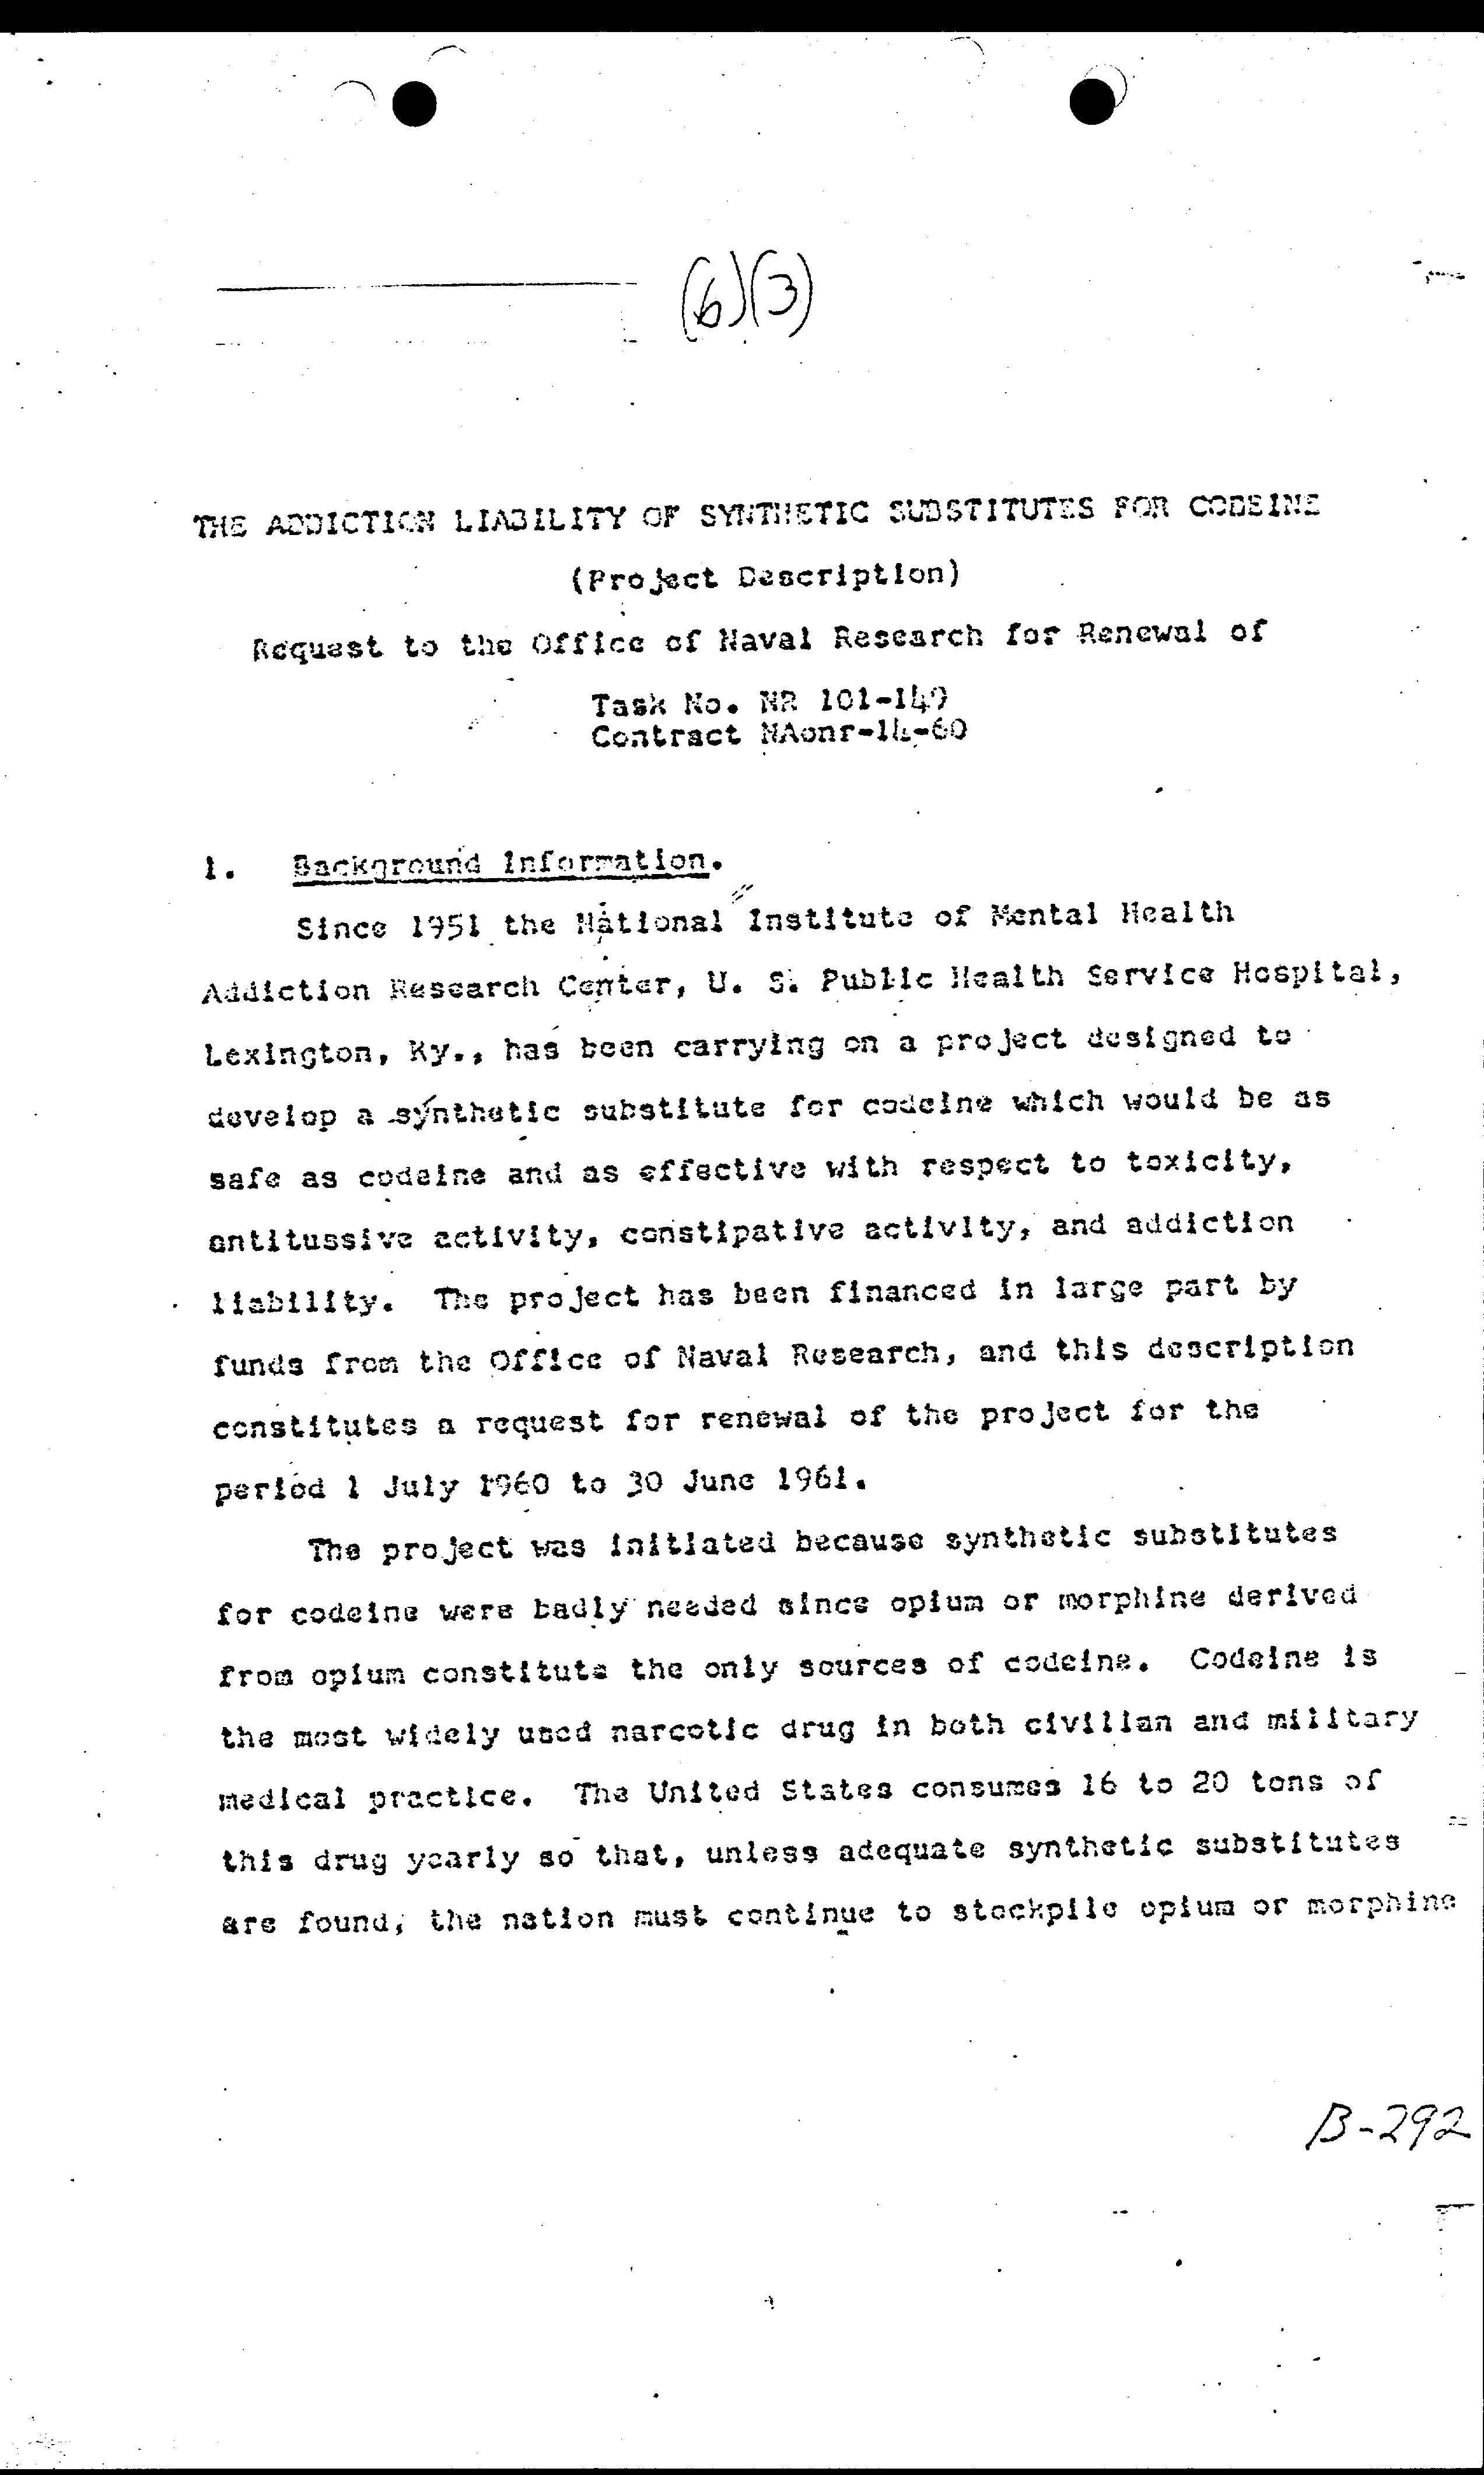 (6)(3)
THE ADDICTION LIABILITY OF SYNTHETIC SUBSTITUTES FOR CODEINE
(Project Description)
Request to the Office of Naval Research for Renewal of
Task No. NR 101-149
Contract NAonr-14-60
1. Background Information.
Since 1951 the National Institute of Mental Health
Addiction Research Center, U. S. Public Health Service Hospital,
Lexington, Ky., has been carrying on a project designed to
develop a synthetic substitute for codeine which would be as
safe as codeine and as effective with respect to toxicity,
antitussive activity, constipative activity, and addiction
liability. The project has been financed in large part by
funds from the Office of Naval Research, and this description
constitutes a request for renewal of the project for the
period 1 July 1960 to 30 June 1961.
The project was initiated because synthetic substitutes
for codeine were badly needed since opium or morphine derived
from opium constitute the only sources of codeine. Codeine is
the most widely used narcotic drug in both civilian and military
medical practice. The United States consumes 16 to 20 tons of
this drug yearly so that, unless adequate synthetic substitutes
are found, the nation must continue to stockpile opium or morphine
B-292